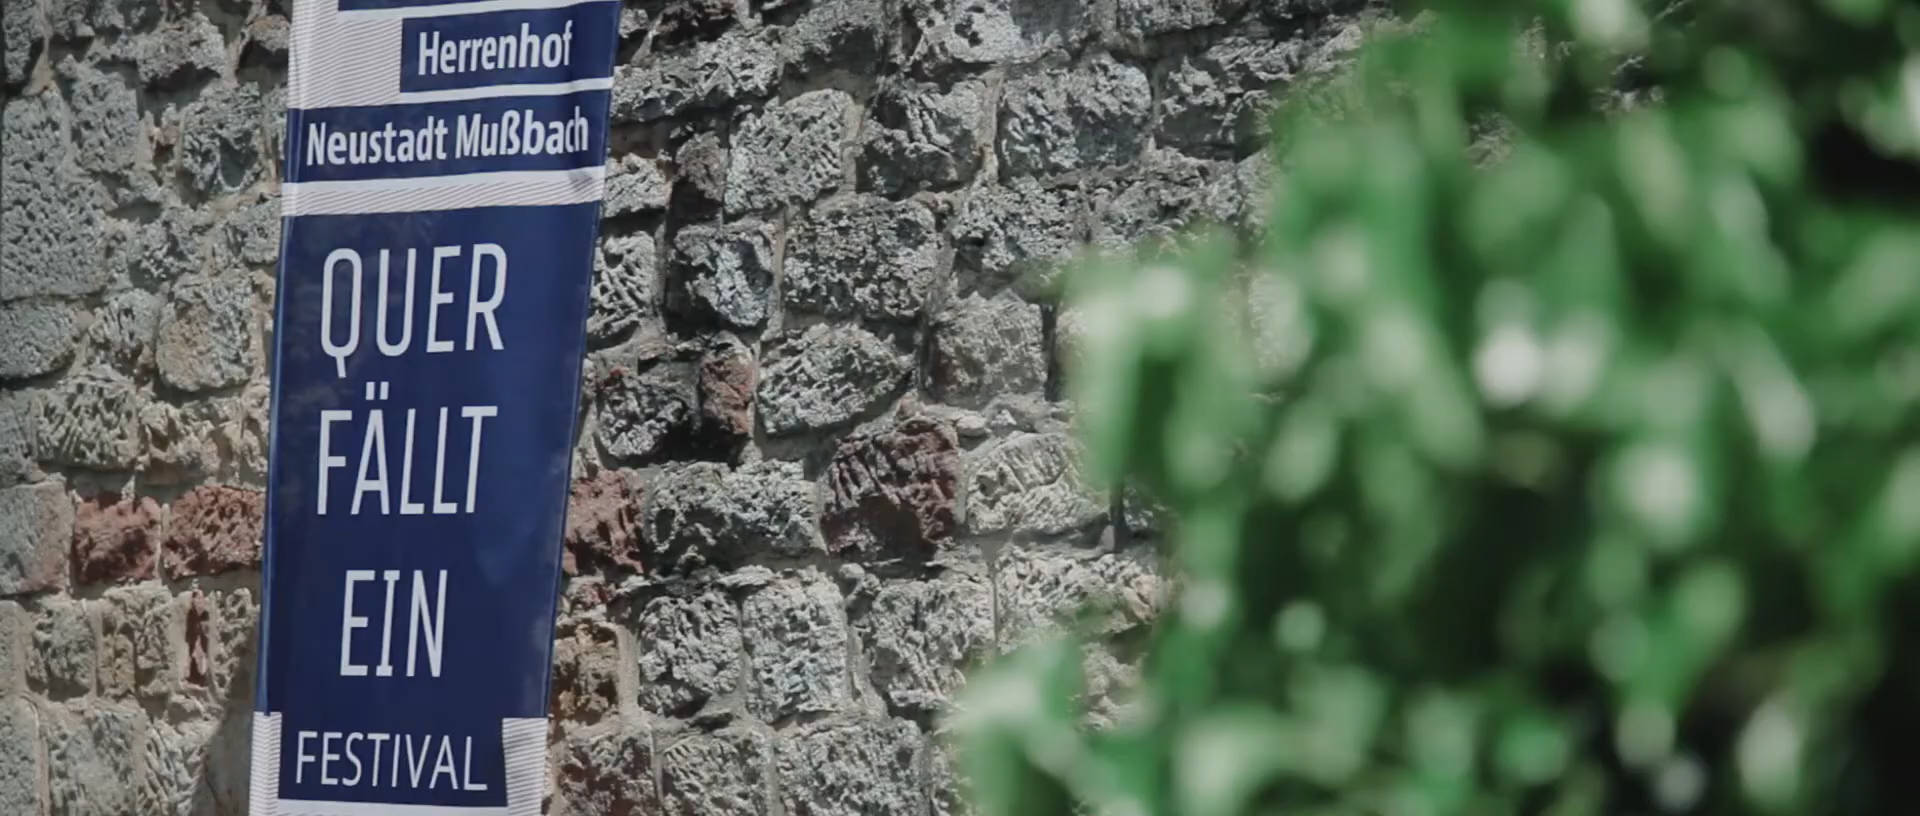 Herrenhof
Neustadt Mußbach
QUER
FÄLLT
EIN
FESTIVAL